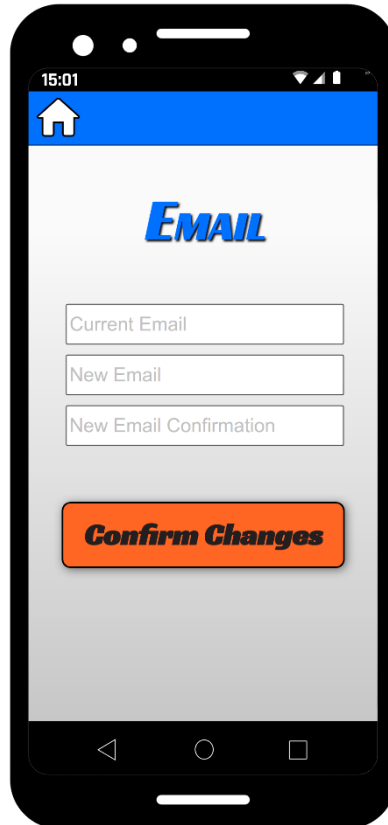 15:01
EMAIL
Current Email
New Email
New Email Confirmation
Confirm Changes